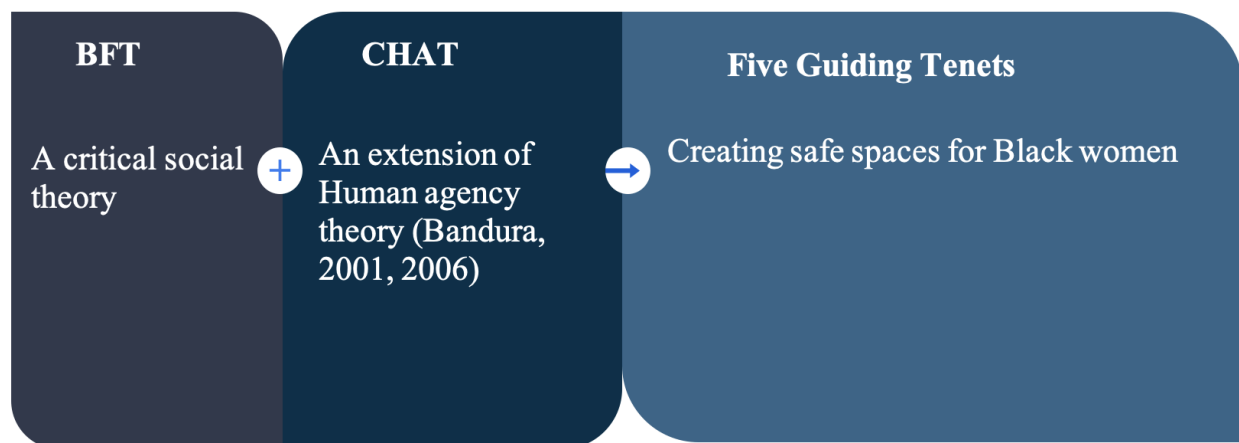 BFT
A critical social
theory
+
CHAT
An extension of
Human agency
theory (Bandura,
2001, 2006)
Five Guiding Tenets
Creating safe spaces for Black women